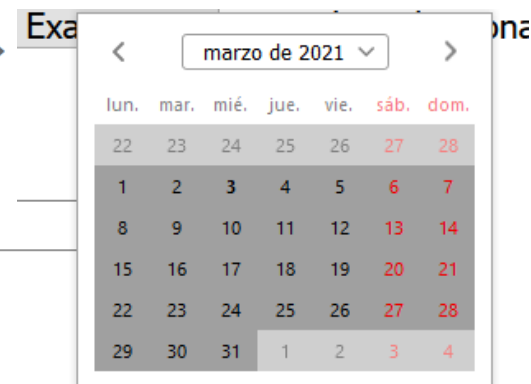 Exa
marzo de 2021
lun. mar. mié. jue. vie. sáb. dom.
22 23 24 25 26 27 28
1 2 3 4 5 6 7
8 9 10 11 12 13 14
15 16 17 18 19 20 21
22 23 24 25 26 27 28
29 30 31 1 2 3 4